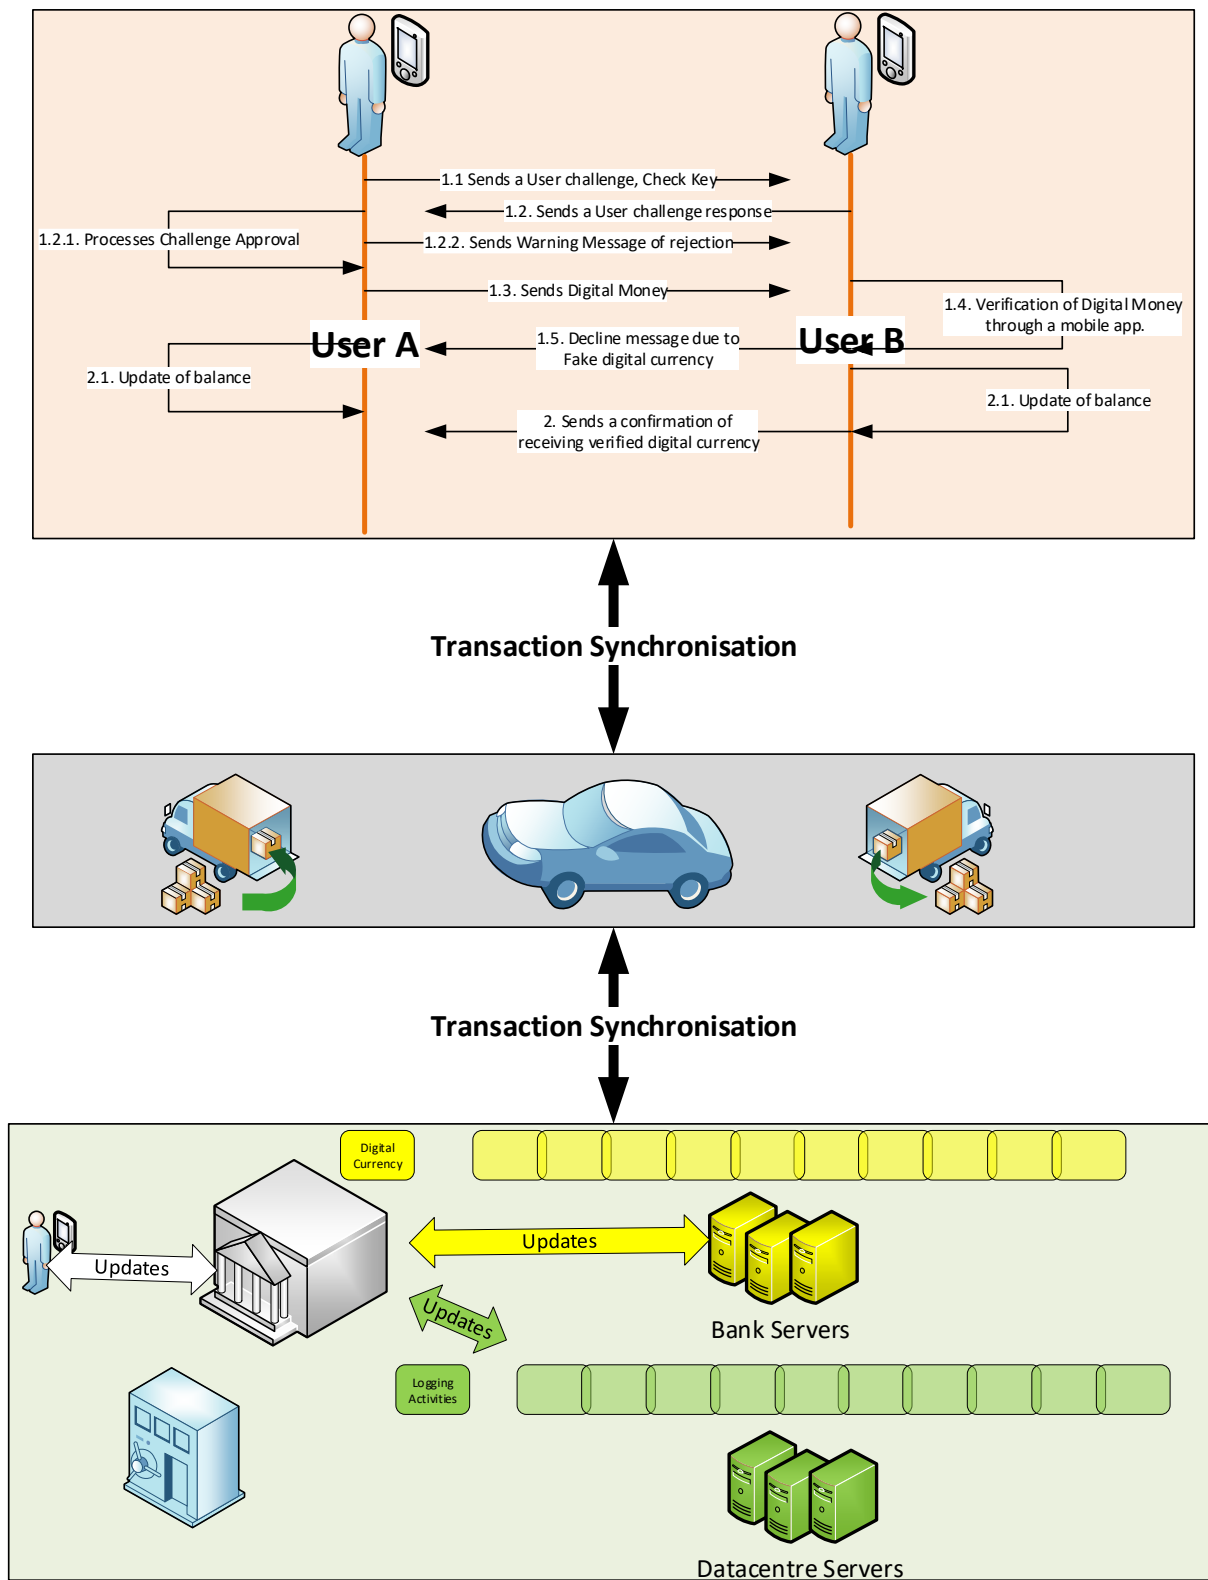 1.1 Sends a User challenge, Check Key
1.2. Sends a User challenge response
1.2.1. Processes Challenge Approval
1.2.2. Sends Warning Message of rejection
1.3. Sends Digital Money
1.4. Verification of Digital Money
through a mobile app.
User A
1.5. Decline message due to
Fake digital currency
User B
2.1. Update of balance
2.1. Update of balance
2. Sends a confirmation of
receiving verified digital currency
Transaction Synchronisation
Transaction Synchronisation
Digital
Currency
Updates
Updates
Updates
Bank Servers
Logging
Activities
Datacentre Servers